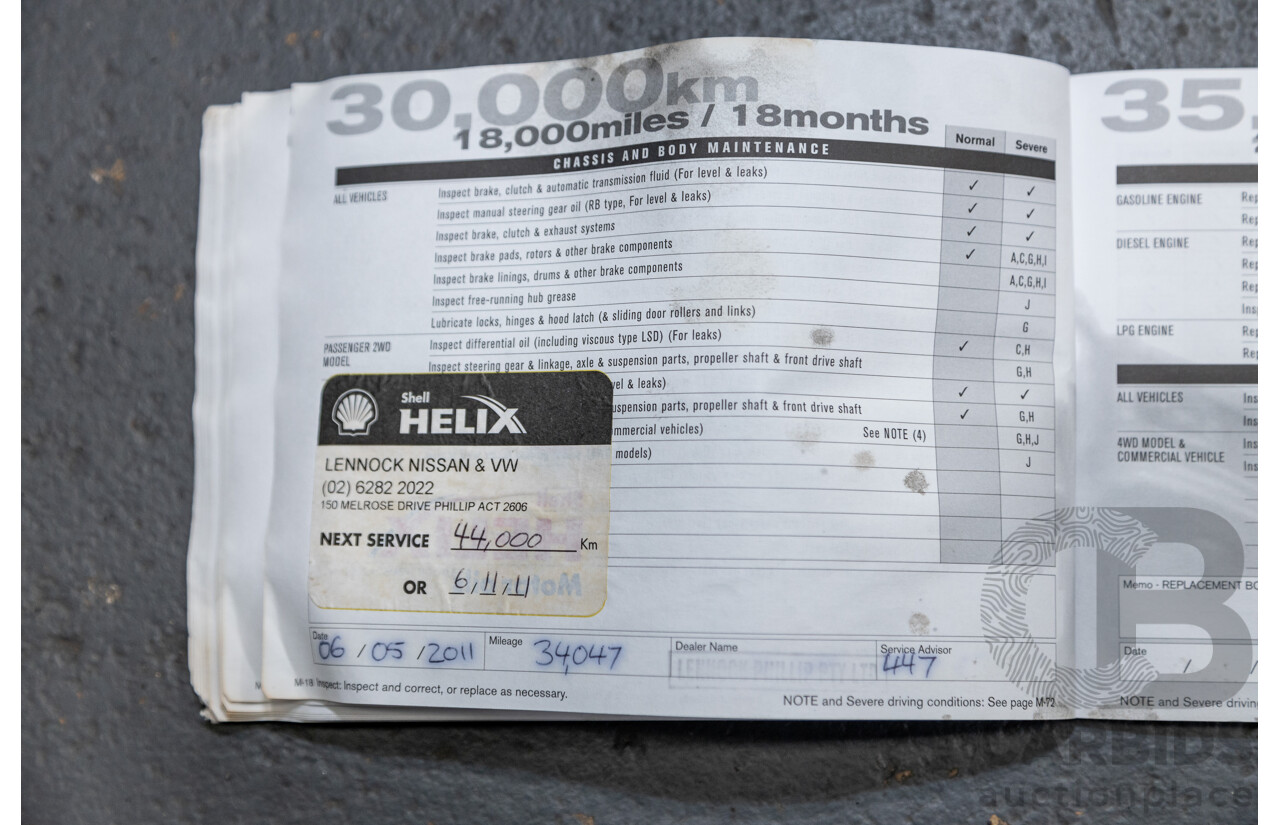 30,000km
18,000miles / 18months
Normal Severe
CHASSIS AND BODY MAINTENANCE
ALL VEHICLES
Inspect brake, clutch & automatic transmission fluid (For level & leaks) ✓ ✓
Inspect manual steering gear oil (RB type, For level & leaks) ✓ ✓
Inspect brake, clutch & exhaust systems ✓ ✓
Inspect brake pads, rotors & other brake components ✓ A,C,G,H,I
Inspect brake linings, drums & other brake components A,C,G,H,I
Inspect free-running hub grease J
Lubricate locks, hinges & hood latch (& sliding door rollers and links) G
PASSENGER 2WD
MODEL
Inspect differential oil (including viscous type LSD) (For leaks) ✓ C,H
Inspect steering gear & linkage, axle & suspension parts, propeller shaft & front drive shaft G,H
& leaks) ✓ ✓
suspension parts, propeller shaft & front drive shaft ✓ G,H
vehicles) See NOTE (4) G,H,J
models) J
Shell
HELIX
LENNOCK NISSAN & VW
(02) 6282 2022
150 MELROSE DRIVE PHILLIP ACT 2606
NEXT SERVICE 44,000 Km
OR 6/11/11
Date 06/05/2011
Mileage 34,047
Dealer Name
LENNOCK PHILLIP PTY LTD
Service Advisor
447
M-18 Inspect: Inspect and correct, or replace as necessary.
NOTE and Severe driving conditions: See page M-72
35,
GASOLINE ENGINE
DIESEL ENGINE
LPG ENGINE
ALL VEHICLES
4WD MODEL &
COMMERCIAL VEHICLE
Memo - REPLACEMENT
Date / /
NOTE and Severe
CARBIDS
auctionplace